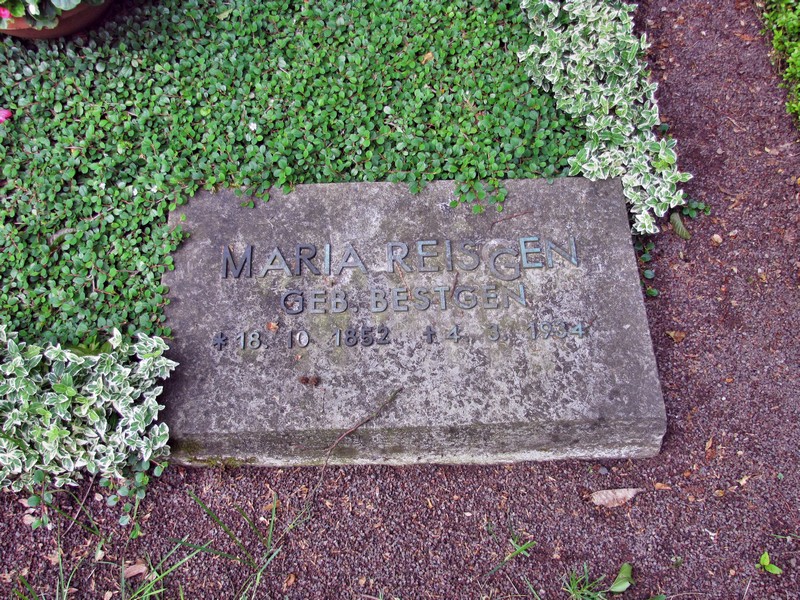 MARIA REISGEN
GEB. BESTGEN
* 18. 10 1852 † 4. 3. 1934